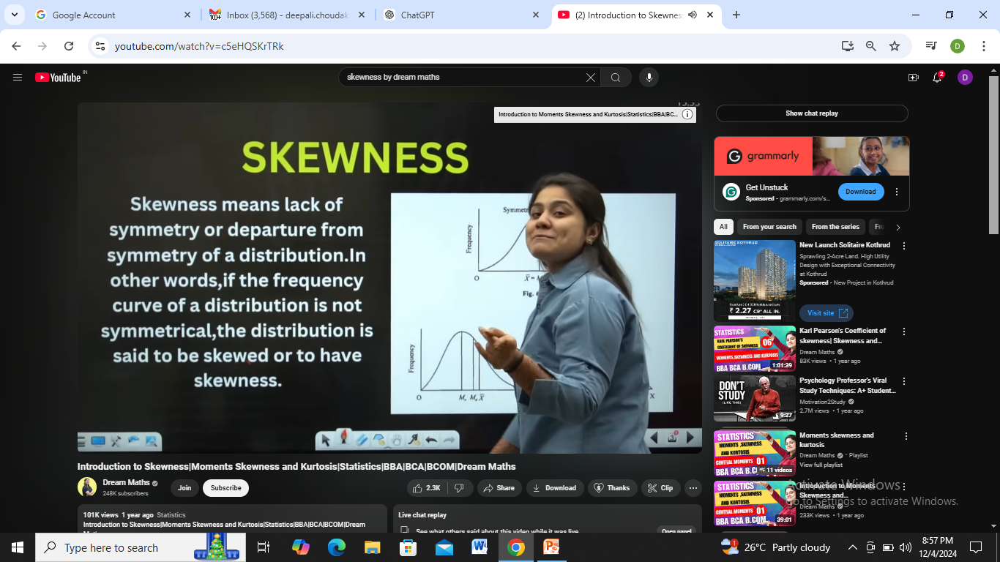 Google Account
Inbox (3,568) - deepali.choudak
ChatGPT
(2) Introduction to Skewnes
youtube.com/watch?v=c5eHQSKrTRk
D
YouTube IN
skewness by dream maths
2
D
Introduction to Moments Skewness and Kurtosis|Statistics|BBA|BC...
SKEWNESS
Skewness means lack of
symmetry or departure from
symmetry of a distribution.In
other words,if the frequency
curve of a distribution is not
symmetrical,the distribution is
said to be skewed or to have
skewness.
Symmetr
Frequency
O
Fig.
Frequency
O
X
Introduction to Skewness|Moments Skewness and Kurtosis|Statistics|BBA|BCA|BCOM|Dream Maths
Dream Maths
248K subscribers
Join
Subscribe
2.3K
Share
Download
Thanks
Clip
101K views 1 year ago Statistics
Introduction to Skewness|Moments Skewness and Kurtosis|Statistics|BBA|BCA|BCOM|Dream
Live chat replay
See what others said about this video while it was live.
Open panel
Show chat replay
grammarly
Get Unstuck
Sponsored · grammarly.com/s...
Download
All
From your search
From the series
Fro
SOLITAIRE KOTHRUD
₹ 2.27 CR* ALL IN.
New Launch Solitaire Kothrud
Sprawling 2-Acre Land. High Utility
Design with Exceptional Connectivity
at Kothrud
Sponsored · New Project in Kothrud
Visit site
STATISTICS
KARL PEARSON'S
COEFFICIENT OF SKEWNESS
06
MOMENTS,SKEWNESS AND KURTOSIS
BBA BCA B.COM
1:01:39
Karl Pearson's Coefficient of
skewness| Skewness and...
Dream Maths
83K views · 1 year ago
DON'T
STUDY
(LIKE THIS)
9:27
Psychology Professor's Viral
Study Techniques: A+ Student...
Motivation2Study
2.7M views · 1 year ago
STATISTICS
MOMENTS ,SKEWNESS
AND KURTOSIS
CENTRAL MOMENTS 01
BBA BCA B.C
11 videos
Moments skewness and
kurtosis
Dream Maths · Playlist
View full playlist
STATISTICS
MOMENTS ,SKEWNESS
AND KURTOSIS
CENTRAL MOMENTS 01
BBA BCA B.C
39:01
Introduction to Moments
Skewness and...
Dream Maths
233K views · 1 year ago
Activate Windows
Go to Settings to activate Windows.
Type here to search
1
26°C Partly cloudy
8:57 PM
12/4/2024